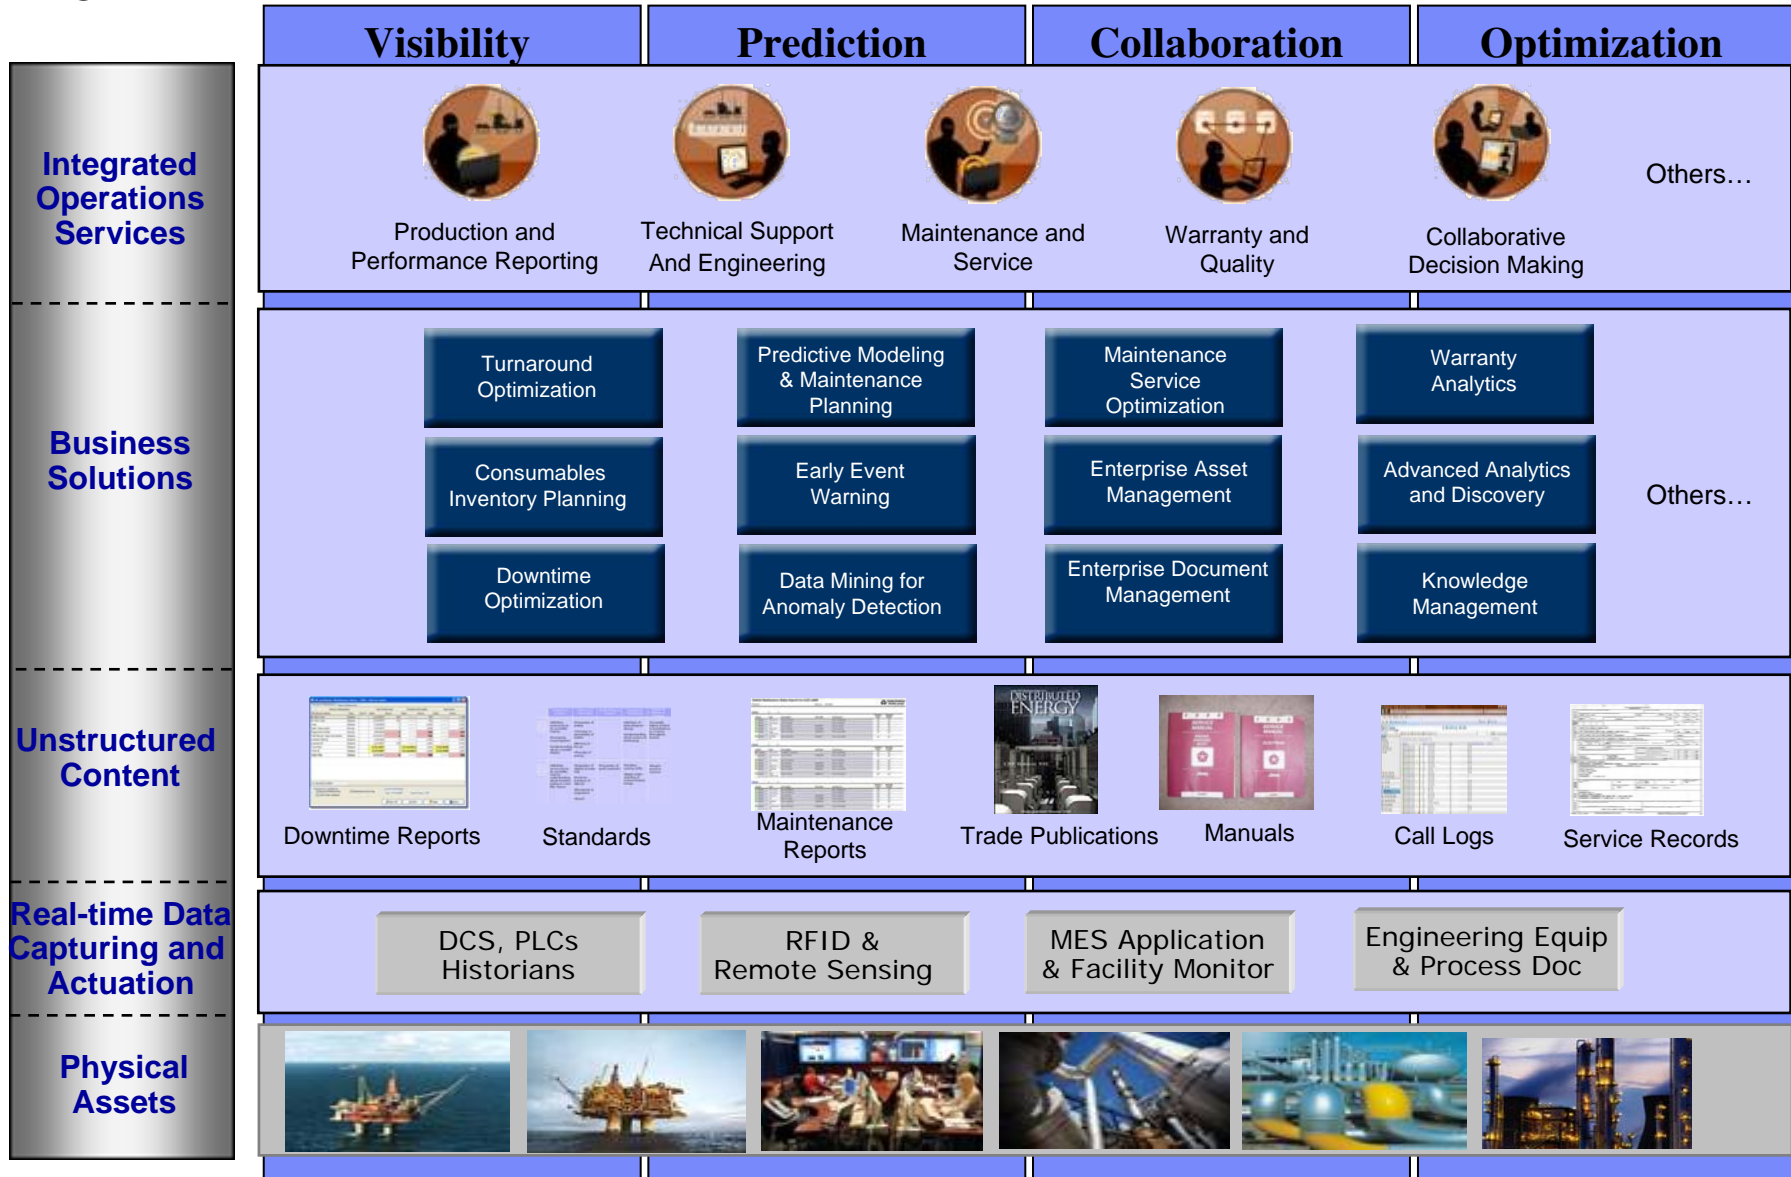 Visibility
Prediction
Collaboration
Optimization
Integrated
Operations
Services
Production and
Performance Reporting
Technical Support
And Engineering
Maintenance and
Service
Warranty and
Quality
Collaborative
Decision Making
Others…
Business
Solutions
Turnaround
Optimization
Predictive Modeling
& Maintenance
Planning
Maintenance
Service
Optimization
Warranty
Analytics
Consumables
Inventory Planning
Early Event
Warning
Enterprise Asset
Management
Advanced Analytics
and Discovery
Others…
Downtime
Optimization
Data Mining for
Anomaly Detection
Enterprise Document
Management
Knowledge
Management
Unstructured
Content
DISTRIBUTED
ENERGY
Downtime Reports
Standards
Maintenance
Reports
Trade Publications
Manuals
Call Logs
Service Records
Real-time Data
Capturing and
Actuation
DCS, PLCs
Historians
RFID &
Remote Sensing
MES Application
& Facility Monitor
Engineering Equip
& Process Doc
Physical
Assets